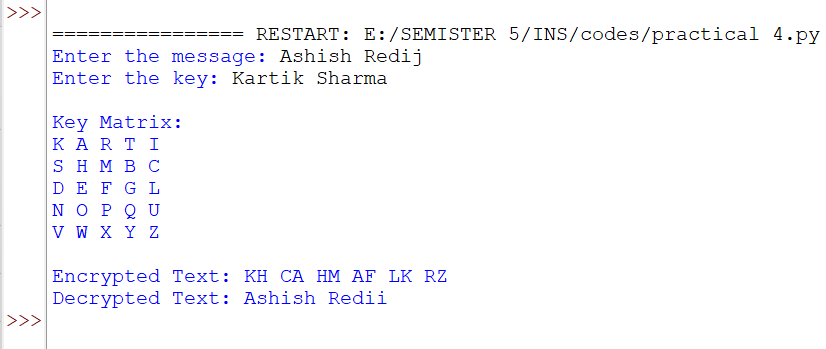 >>>
================ RESTART: E:/SEMISTER 5/INS/codes/practical 4.py
Enter the message: Ashish Redij
Enter the key: Kartik Sharma
Key Matrix:
K A R T I
S H M B C
D E F G L
N O P Q U
V W X Y Z
Encrypted Text: KH CA HM AF LK RZ
Decrypted Text: Ashish Redii
>>>